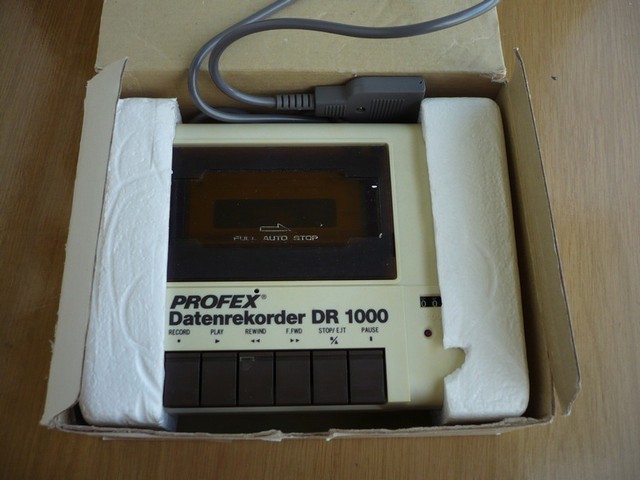 FULL AUTO STOP
PROFEX®
Datenrekorder DR 1000
RECORD PLAY REWIND F.FWD STOP/EJT PAUSE